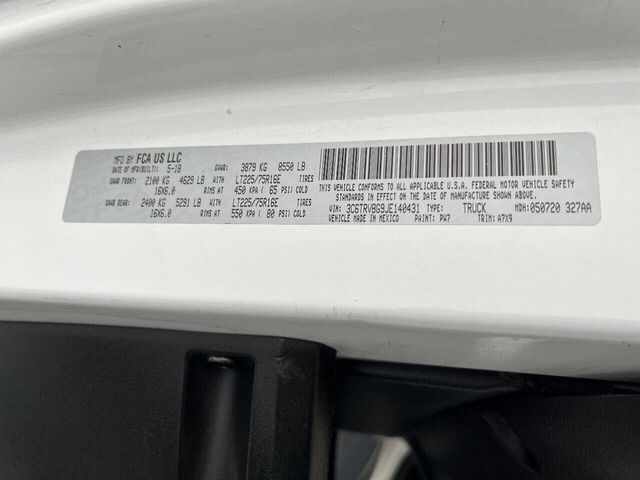 MFD BY FCA US LLC
DATE OF MFR(BUILT): 5-18 GVWR: 3879 KG 8550 LB
GAWR FRONT: 2100 KG 4629 LB WITH LT225/75R16E TIRES
16X6.0 RIMS AT 450 KPA ( 65 PSI) COLD
GAWR REAR: 2400 KG 5291 LB WITH LT225/75R16E TIRES
16X6.0 RIMS AT 550 KPA ( 80 PSI) COLD
THIS VEHICLE CONFORMS TO ALL APPLICABLE U.S.A. FEDERAL MOTOR VEHICLE SAFETY
STANDARDS IN EFFECT ON THE DATE OF MANUFACTURE SHOWN ABOVE.
VIN: 3C6TRVBG9JE140431 TYPE: TRUCK MDH: 050720 327AA
VEHICLE MADE IN MEXICO PAINT: PW7 TRIM: A7X9